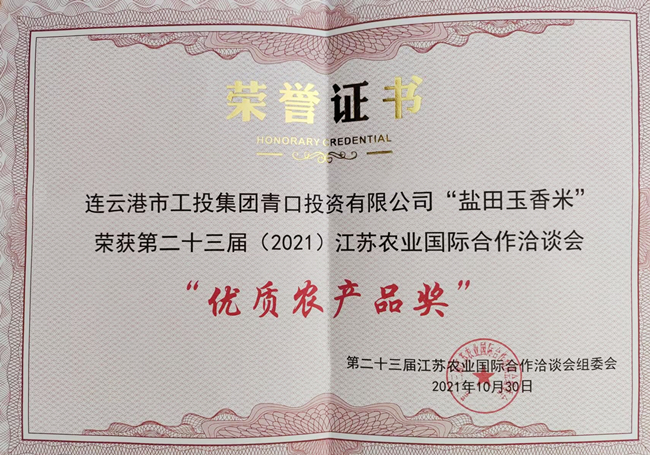 荣誉证书
HONORARY CREDENTIAL
连云港市工投集团青口投资有限公司“盐田玉香米”
荣获第二十三届（2021）江苏农业国际合作洽谈会
“优质农产品奖”
第二十三届江苏农业国际合作洽谈会组委会
2021年10月30日